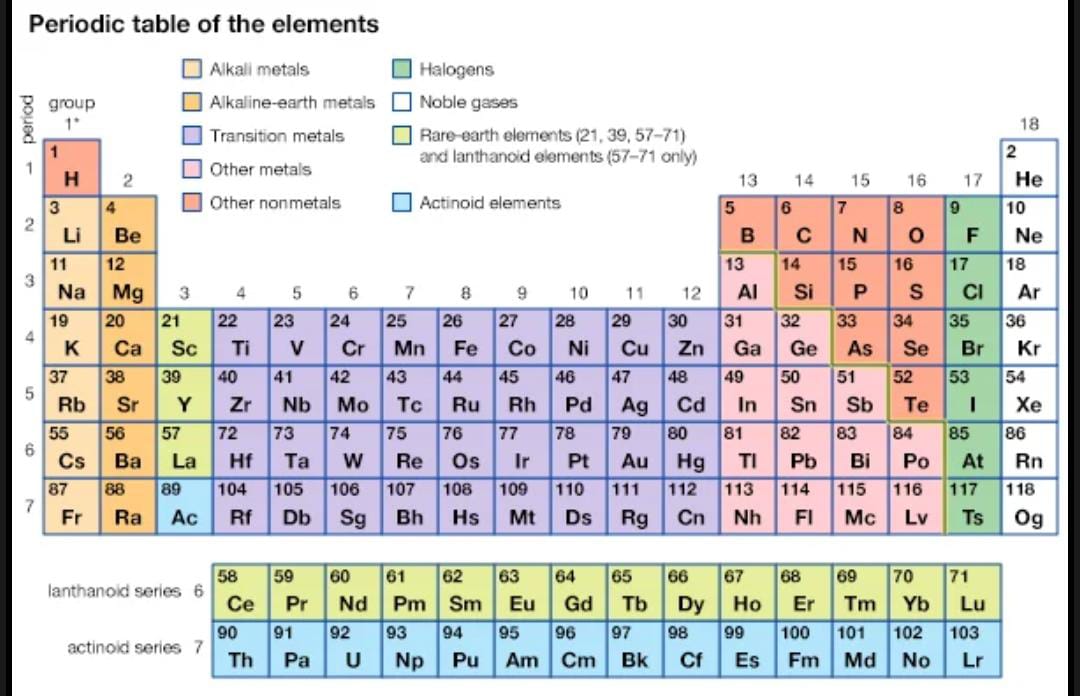 Periodic table of the elements
Alkali metals
Halogens
Alkaline-earth metals
Noble gases
Transition metals
Rare-earth elements (21, 39, 57–71)
and lanthanoid elements (57–71 only)
Other metals
Other nonmetals
Actinoid elements
period
group
1* 18
1 2
1 H He
2 13 14 15 16 17
3 4 5 6 7 8 9 10
2 Li Be B C N O F Ne
11 12 13 14 15 16 17 18
3 Na Mg Al Si P S Cl Ar
3 4 5 6 7 8 9 10 11 12
19 20 21 22 23 24 25 26 27 28 29 30 31 32 33 34 35 36
4 K Ca Sc Ti V Cr Mn Fe Co Ni Cu Zn Ga Ge As Se Br Kr
37 38 39 40 41 42 43 44 45 46 47 48 49 50 51 52 53 54
5 Rb Sr Y Zr Nb Mo Tc Ru Rh Pd Ag Cd In Sn Sb Te I Xe
55 56 57 72 73 74 75 76 77 78 79 80 81 82 83 84 85 86
6 Cs Ba La Hf Ta W Re Os Ir Pt Au Hg Tl Pb Bi Po At Rn
87 88 89 104 105 106 107 108 109 110 111 112 113 114 115 116 117 118
7 Fr Ra Ac Rf Db Sg Bh Hs Mt Ds Rg Cn Nh Fl Mc Lv Ts Og
58 59 60 61 62 63 64 65 66 67 68 69 70 71
lanthanoid series 6 Ce Pr Nd Pm Sm Eu Gd Tb Dy Ho Er Tm Yb Lu
90 91 92 93 94 95 96 97 98 99 100 101 102 103
actinoid series 7 Th Pa U Np Pu Am Cm Bk Cf Es Fm Md No Lr